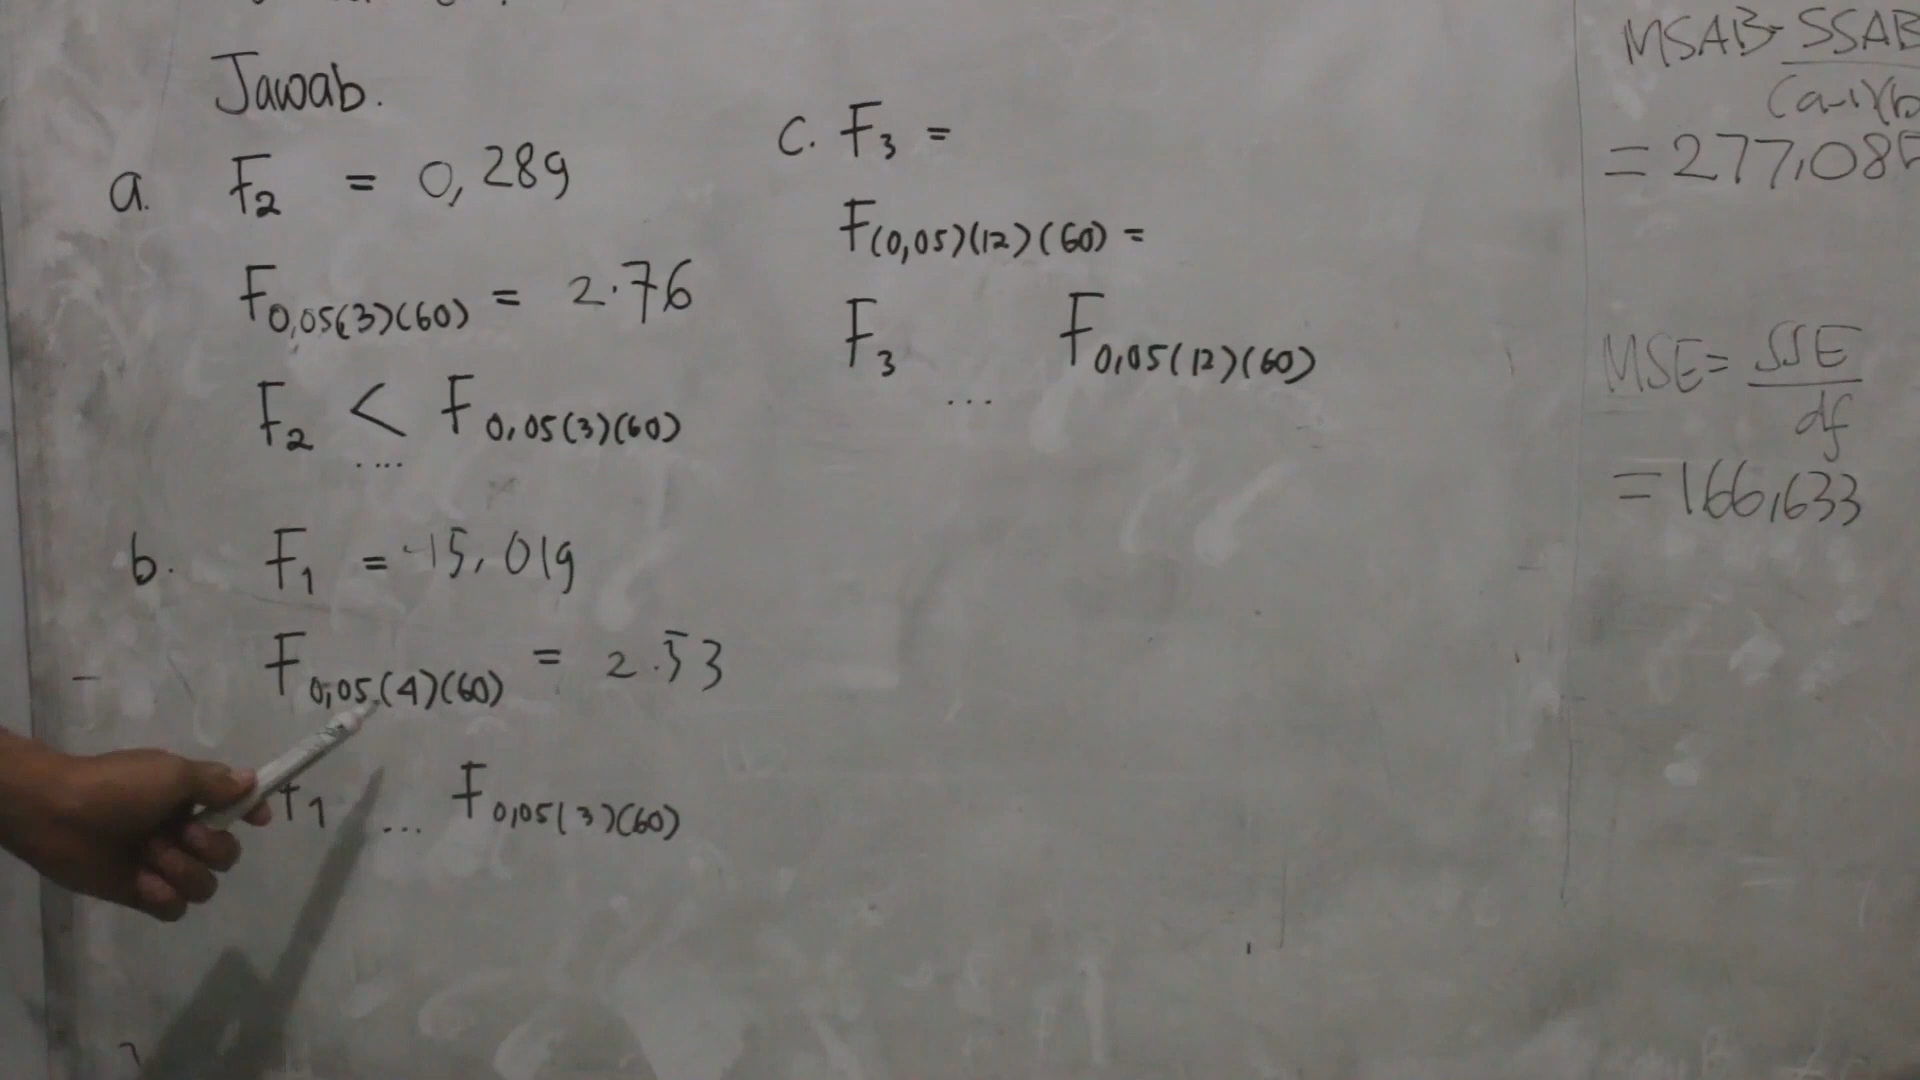 Jawab.
a. F2 = 0,289
F0,05(3)(60) = 2.76
F2 < F0,05(3)(60)
....
b. F1 = -15,019
F0,05(4)(60) = 2.53
F1 ... F0,05(3)(60)
c. F3 =
F(0,05)(12)(60) =
F3 ... F0,05(12)(60)
MSAB = SSAB
(a-1)(b
= 277,085
MSE = SSE
df
= 166,633